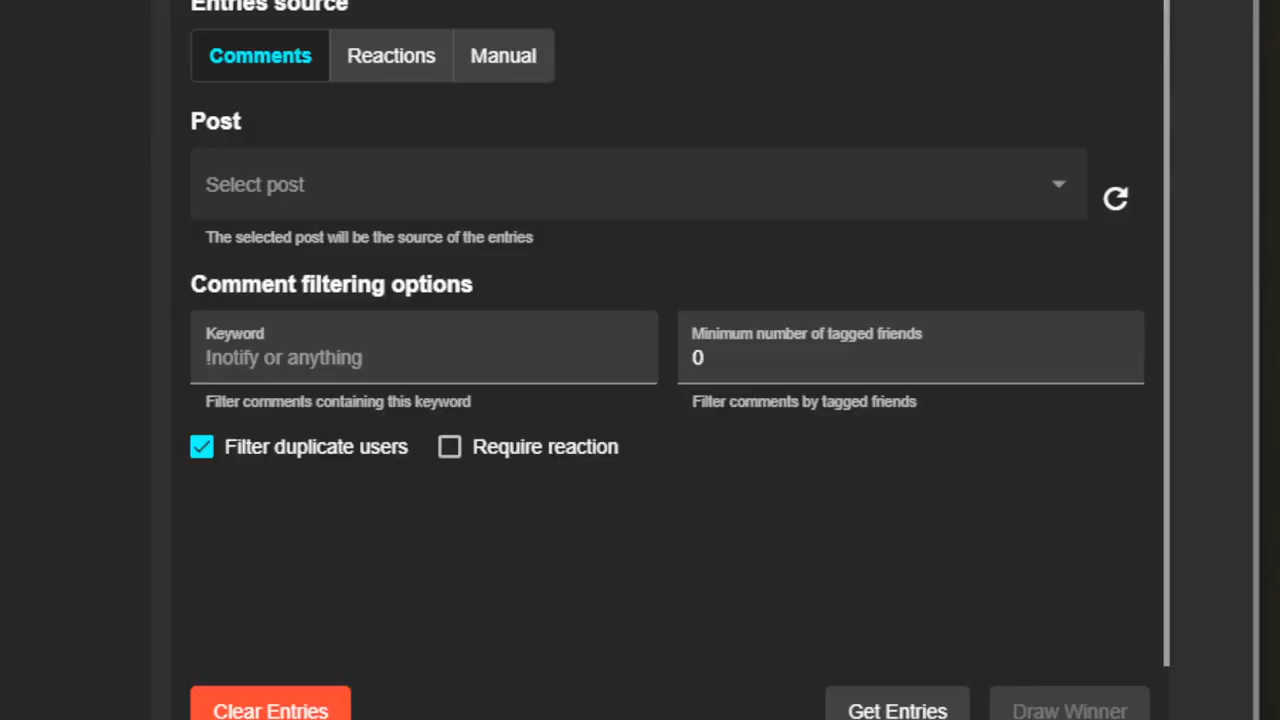 Entries source
Comments Reactions Manual
Post
Select post
The selected post will be the source of the entries
Comment filtering options
Keyword Minimum number of tagged friends
!notify or anything 0
Filter comments containing this keyword Filter comments by tagged friends
Filter duplicate users Require reaction
Clear Entries Get Entries Draw Winner